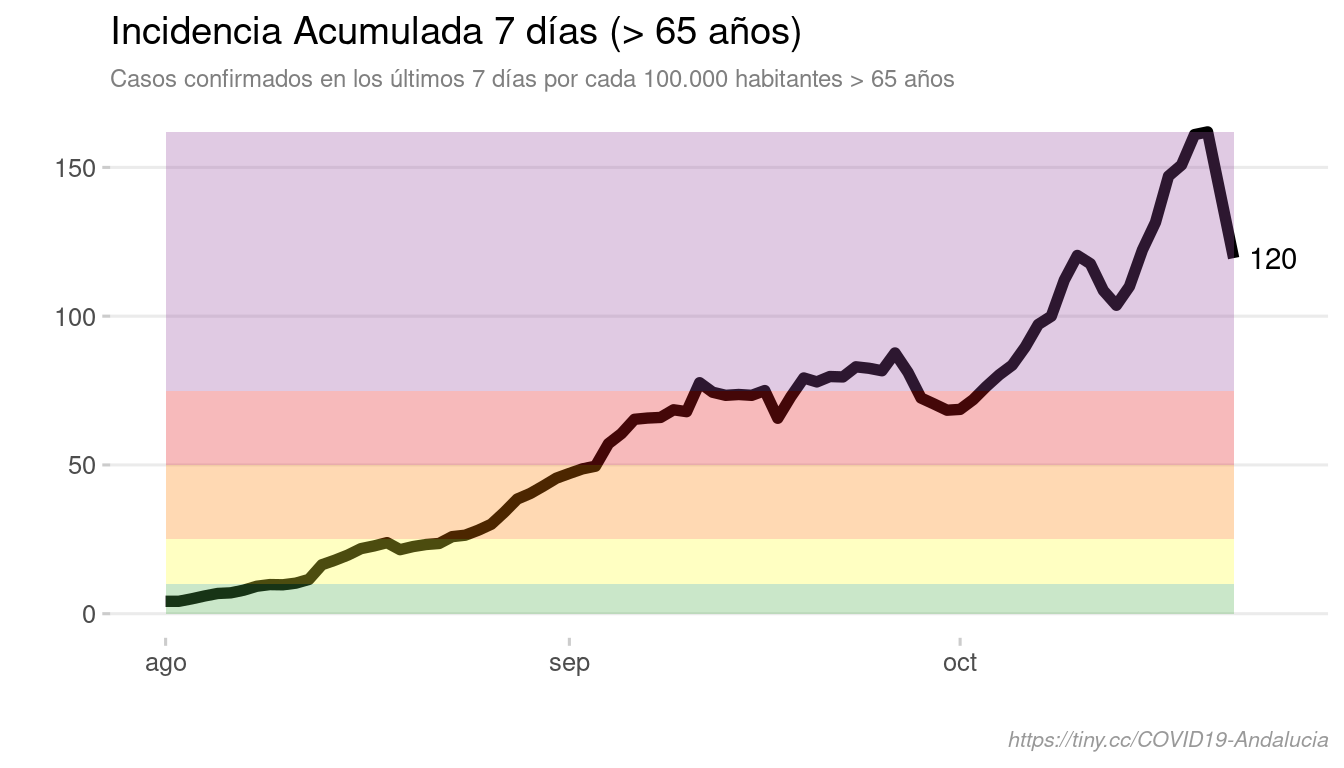 Incidencia Acumulada 7 días (> 65 años)
Casos confirmados en los últimos 7 días por cada 100.000 habitantes > 65 años
150
120
100
50
0
ago sep oct
https://tiny.cc/COVID19-Andalucia